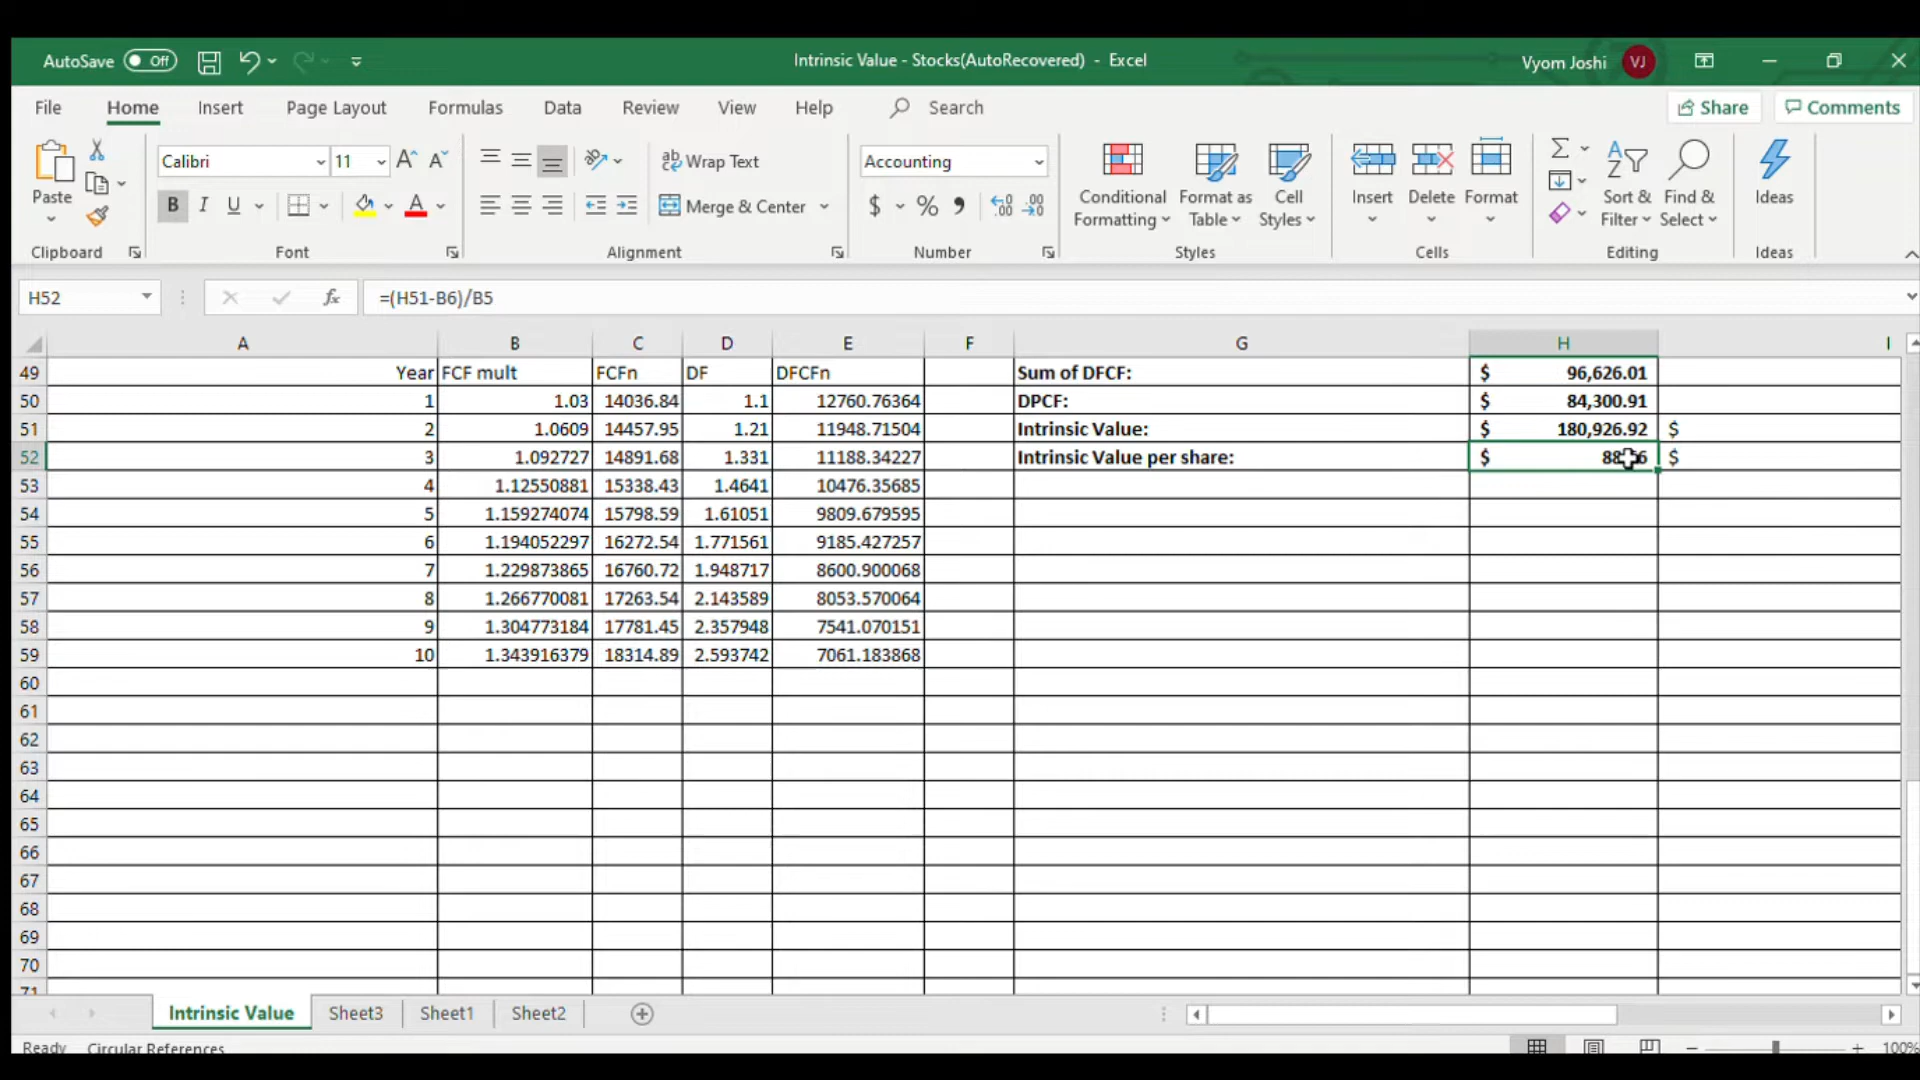 AutoSave Off Intrinsic Value - Stocks(AutoRecovered) - Excel Vyom Joshi VJ
File Home Insert Page Layout Formulas Data Review View Help Search Share Comments
Calibri 11 Wrap Text Accounting
Paste Merge & Center $ % Conditional Formatting Format as Table Cell Styles Insert Delete Format Sort & Filter Find & Select Ideas
Clipboard Font Alignment Number Styles Cells Editing Ideas
H52 fx =(H51-B6)/B5
A B C D E F G H I
49 Year FCF mult FCFn DF DFCFn Sum of DFCF: $ 96,626.01
50 1 1.03 14036.84 1.1 12760.76364 DPCF: $ 84,300.91
51 2 1.0609 14457.95 1.21 11948.71504 Intrinsic Value: $ 180,926.92 $
52 3 1.092727 14891.68 1.331 11188.34227 Intrinsic Value per share: $ $
53 4 1.12550881 15338.43 1.4641 10476.35685
54 5 1.159274074 15798.59 1.61051 9809.679595
55 6 1.194052297 16272.54 1.771561 9185.427257
56 7 1.229873865 16760.72 1.948717 8600.900068
57 8 1.266770081 17263.54 2.143589 8053.570064
58 9 1.304773184 17781.45 2.357948 7541.070151
59 10 1.343916379 18314.89 2.593742 7061.183868
60
61
62
63
64
65
66
67
68
69
70
71
Intrinsic Value Sheet3 Sheet1 Sheet2
Ready Circular References 100%